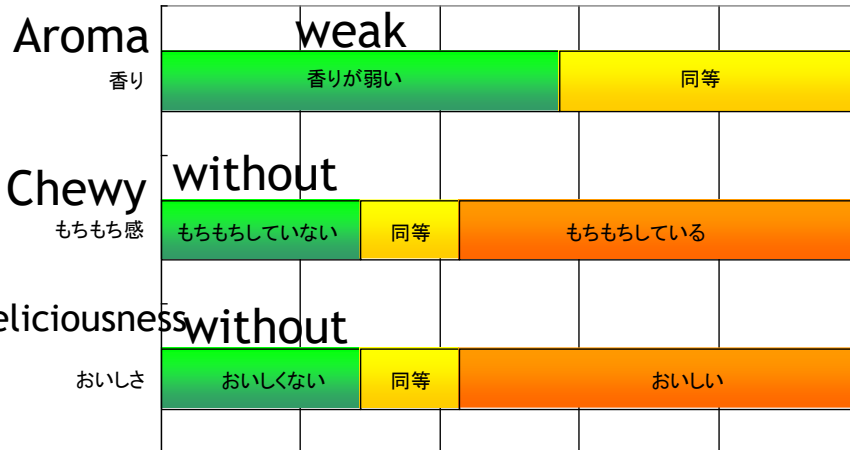 Aroma
weak
香り
香りが弱い
同等
Chewy
without
もちもち感
もちもちしていない
同等
もちもちしている
eliciousness
without
おいしさ
おいしくない
同等
おいしい